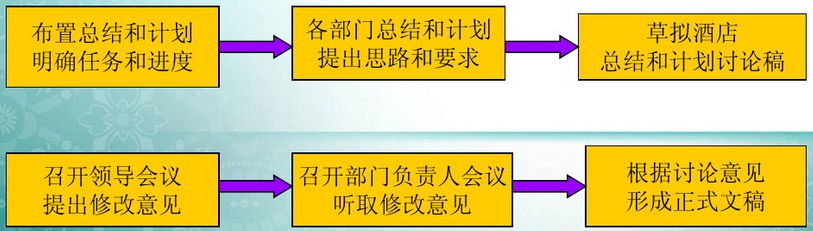 布置总结和计划
明确任务和进度
各部门总结和计划
提出思路和要求
草拟酒店
总结和计划讨论稿
召开领导会议
提出修改意见
召开部门负责人会议
听取修改意见
根据讨论意见
形成正式文稿